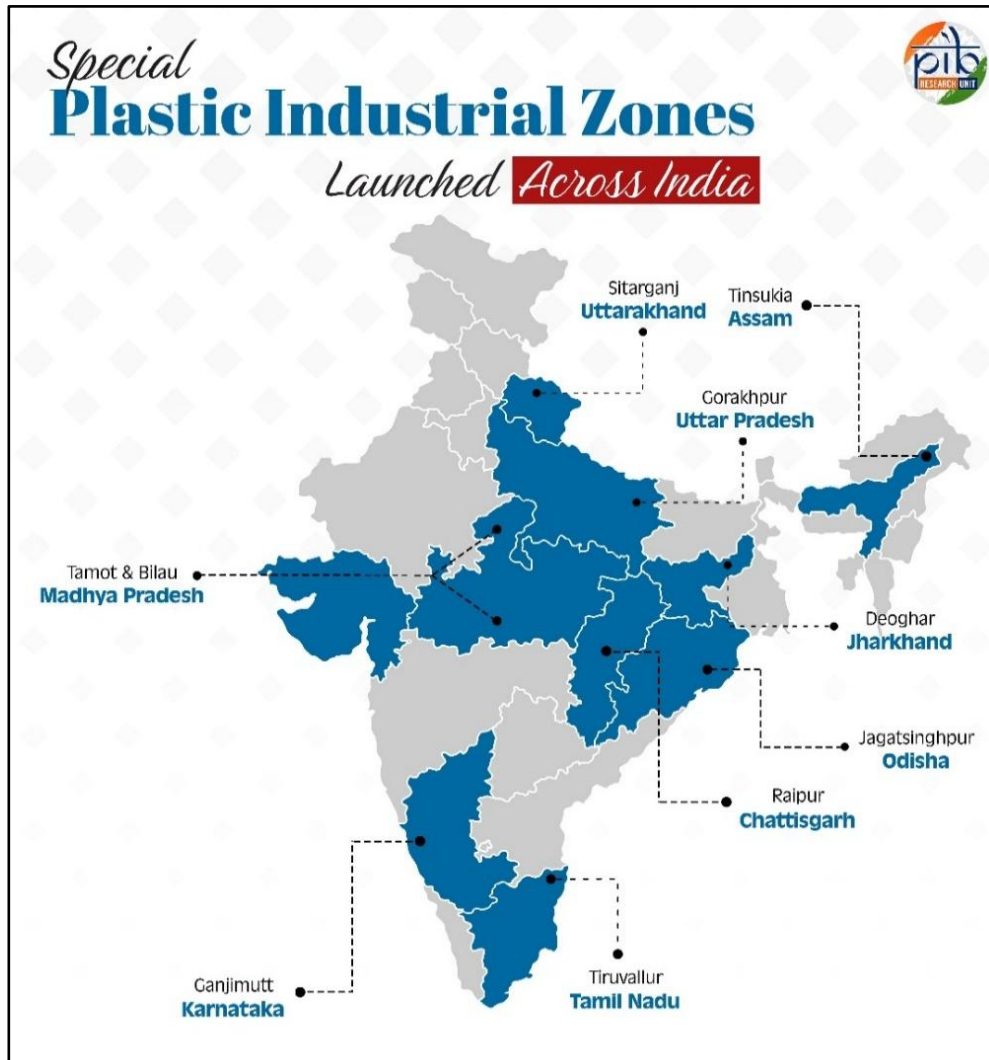 Special
Plastic Industrial Zones
Launched Across India
pib
RESEARCH UNIT
Sitarganj
Uttarakhand
Tinsukia
Assam
Gorakhpur
Uttar Pradesh
Tamot & Bilau
Madhya Pradesh
Deoghar
Jharkhand
Jagatsinghpur
Odisha
Raipur
Chattisgarh
Ganjimutt
Karnataka
Tiruvallur
Tamil Nadu